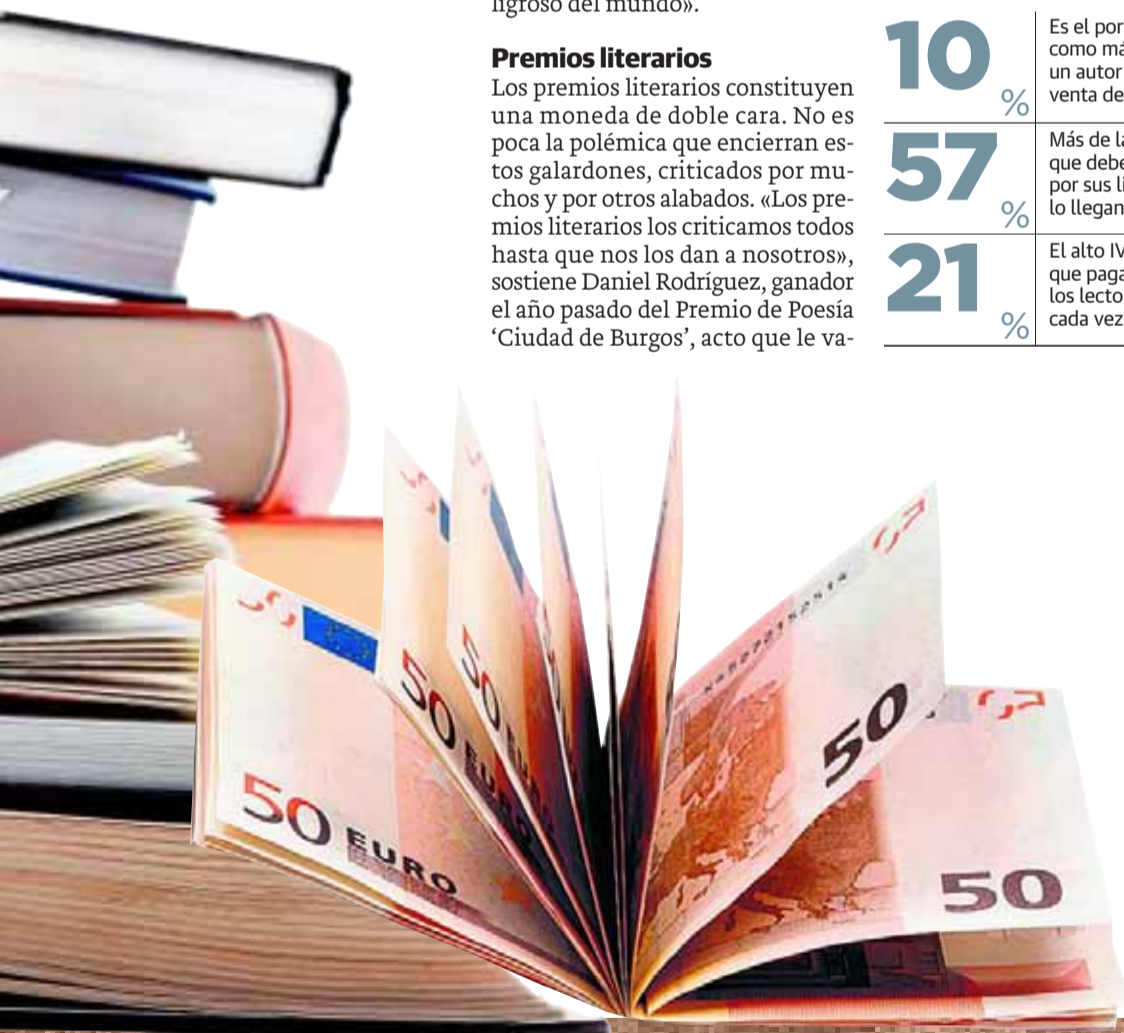 ligroso del mundo».
Premios literarios
Los premios literarios constituyen
una moneda de doble cara. No es
poca la polémica que encierran es-
tos galardones, criticados por mu-
chos y por otros alabados. «Los pre-
mios literarios los criticamos todos
hasta que nos los dan a nosotros»,
sostiene Daniel Rodríguez, ganador
el año pasado del Premio de Poesía
‘Ciudad de Burgos’, acto que le va-
10
%
Es el por
como má
un autor
venta de
57
%
Más de la
que debe
por sus li
lo llegan
21
%
El alto IV
que paga
los lecto
cada vez
50
EURO
50
EU
50
EU
50
50